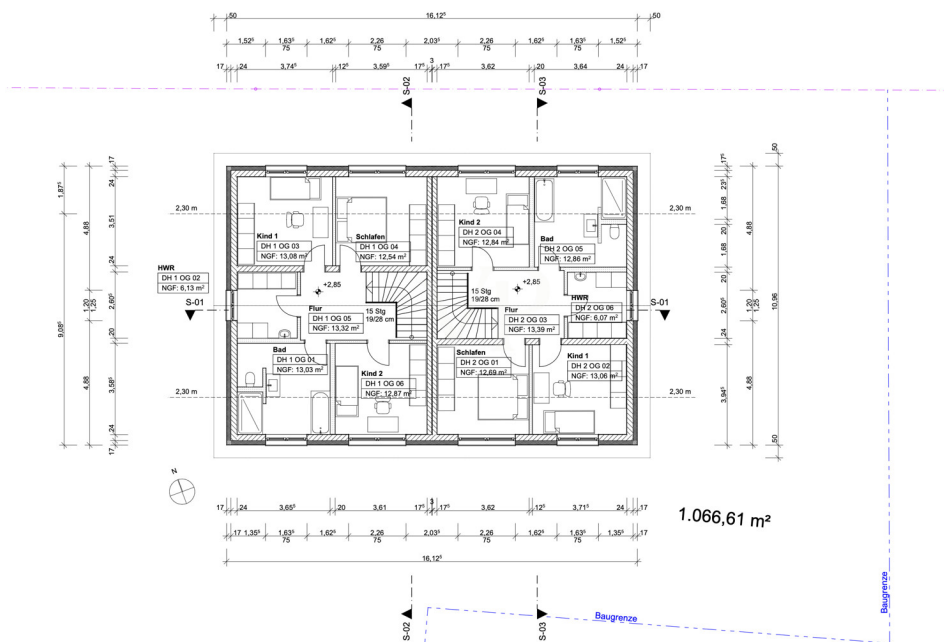 50 16,12⁵ 50
1,52⁵ 1,63⁵ 1,62⁵ 2,26 2,03⁵ 2,26 1,62⁵ 1,63⁵ 1,52⁵
75 75 75 75
3
17 24 3,74⁵ 12⁵ 3,59⁵ 17⁵ 17⁵ 3,62 20 3,64 24 17
S-02
S-03
50
17
24
1,87⁵
3,51
4,88
24
2,60⁵
1,20
1,25
9,08⁵
20
3,58⁵
4,88
24
17
2,30 m
2,30 m
Kind 1
DH 1 OG 03
NGF: 13,08 m²
Schlafen
DH 1 OG 04
NGF: 12,54 m²
Kind 2
DH 2 OG 04
NGF: 12,84 m²
Bad
DH 2 OG 05
NGF: 12,86 m²
HWR
DH 1 OG 02
NGF: 6,13 m²
S-01
+2,85
Flur
DH 1 OG 05
NGF: 13,32 m²
15 Stg
19/28 cm
15 Stg
19/28 cm
+2,85
Flur
DH 2 OG 03
NGF: 13,39 m²
HWR
DH 2 OG 06
NGF: 6,07 m²
S-01
Bad
DH 1 OG 01
NGF: 13,03 m²
Kind 2
DH 1 OG 06
NGF: 12,87 m²
Schlafen
DH 2 OG 01
NGF: 12,69 m²
Kind 1
DH 2 OG 02
NGF: 13,06 m²
2,30 m
2,30 m
17⁵
23⁵
1,68
20
1,68
20
2,60⁵
24
3,94⁵
4,88
1,20
1,25
4,88
10,96
50
N
3
17 24 3,65⁵ 20 3,61 17⁵ 17⁵ 3,62 12⁵ 3,71⁵ 24 17
17 1,35⁵ 1,63⁵ 1,62⁵ 2,26 2,03⁵ 2,26 1,62⁵ 1,63⁵ 1,35⁵ 17
75 75 75 75
16,12⁵
1.066,61 m²
S-02
S-03
Baugrenze
Baugrenze